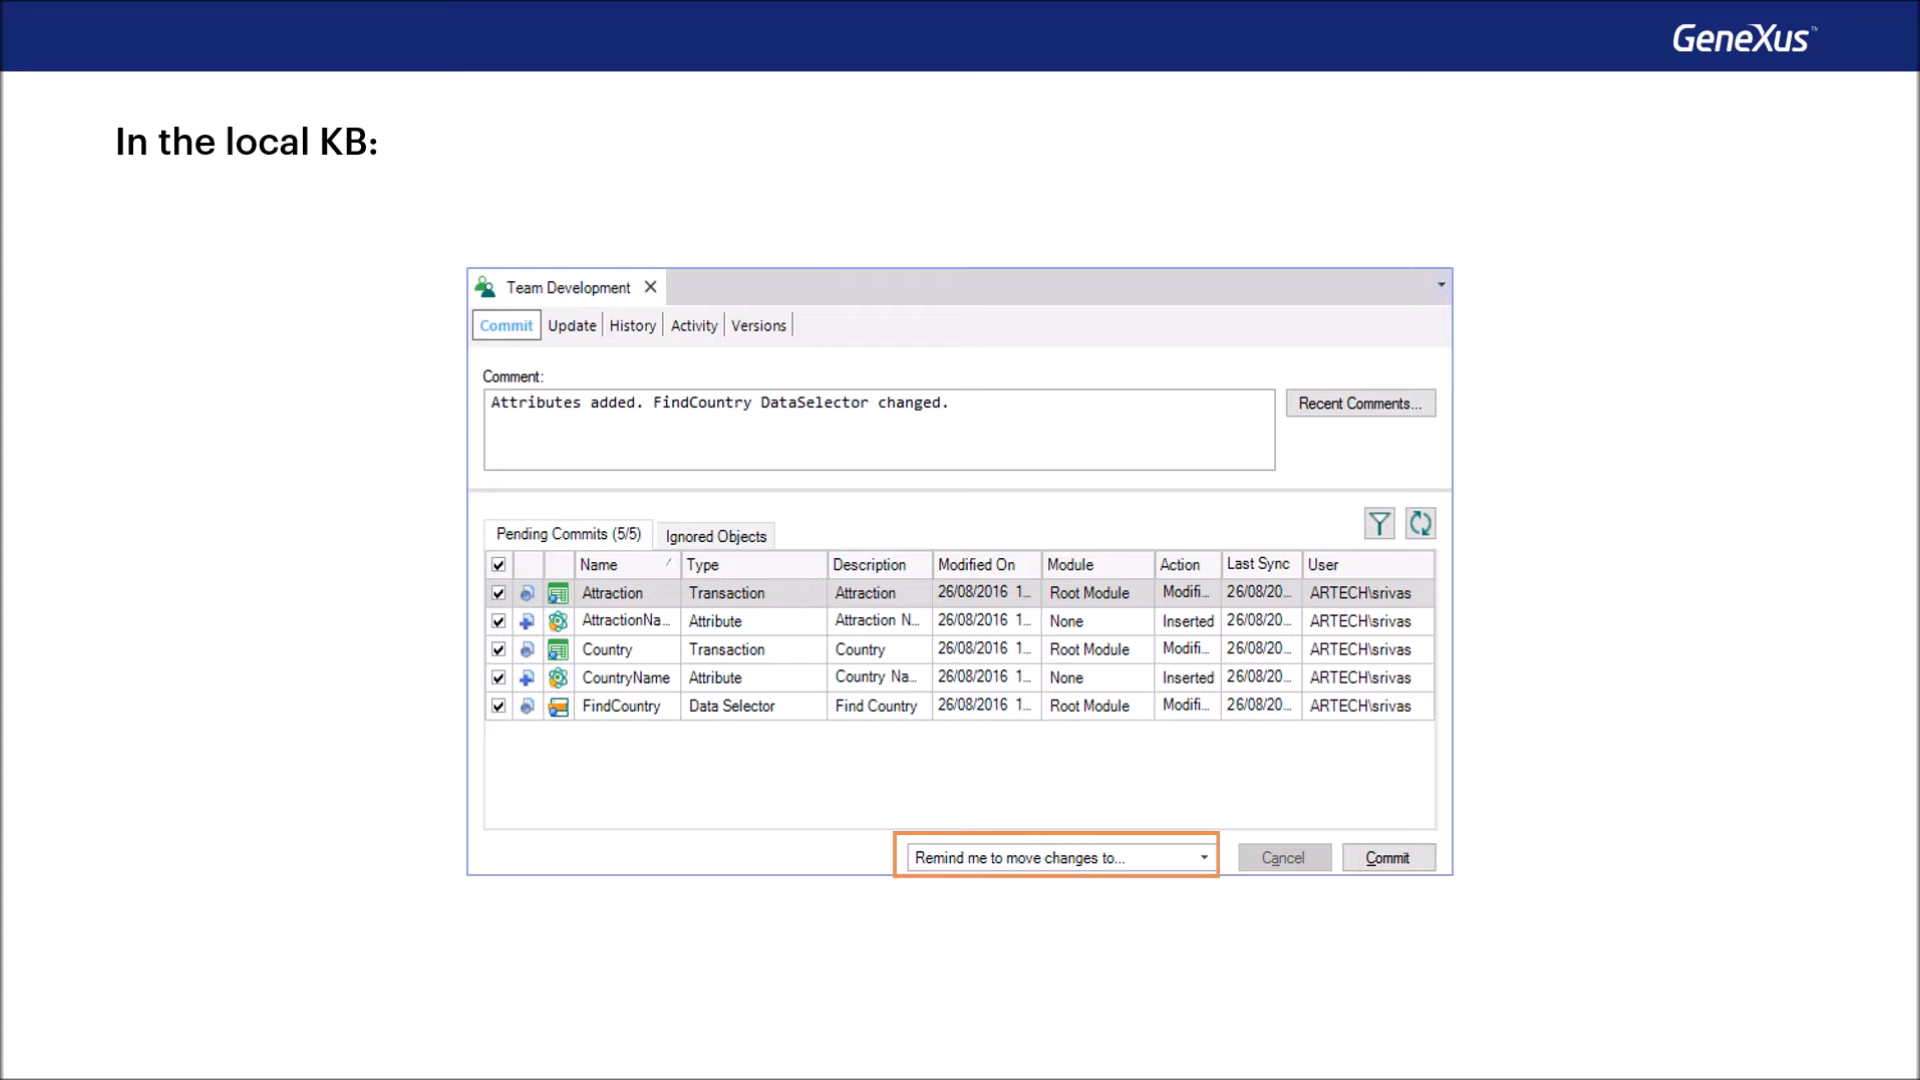 GeneXus™
In the local KB:
Team Development
Commit Update History Activity Versions
Comment:
Attributes added. FindCountry DataSelector changed.
Recent Comments...
Pending Commits (5/5) Ignored Objects
Name Type Description Modified On Module Action Last Sync User
Attraction Transaction Attraction 26/08/2016 1... Root Module Modifi... 26/08/20... ARTECH\srivas
AttractionNa... Attribute Attraction N... 26/08/2016 1... None Inserted 26/08/20... ARTECH\srivas
Country Transaction Country 26/08/2016 1... Root Module Modifi... 26/08/20... ARTECH\srivas
CountryName Attribute Country Na... 26/08/2016 1... None Inserted 26/08/20... ARTECH\srivas
FindCountry Data Selector Find Country 26/08/2016 1... Root Module Modifi... 26/08/20... ARTECH\srivas
Remind me to move changes to... Cancel Commit